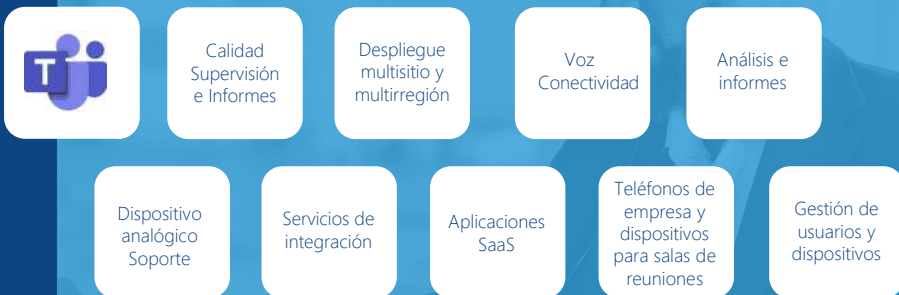 T
Calidad
Supervisión
e Informes
Despliegue
multisitio y
multirregión
Voz
Conectividad
Análisis e
informes
Dispositivo
analógico
Soporte
Servicios de
integración
Aplicaciones
SaaS
Teléfonos de
empresa y
dispositivos
para salas de
reuniones
Gestión de
usuarios y
dispositivos